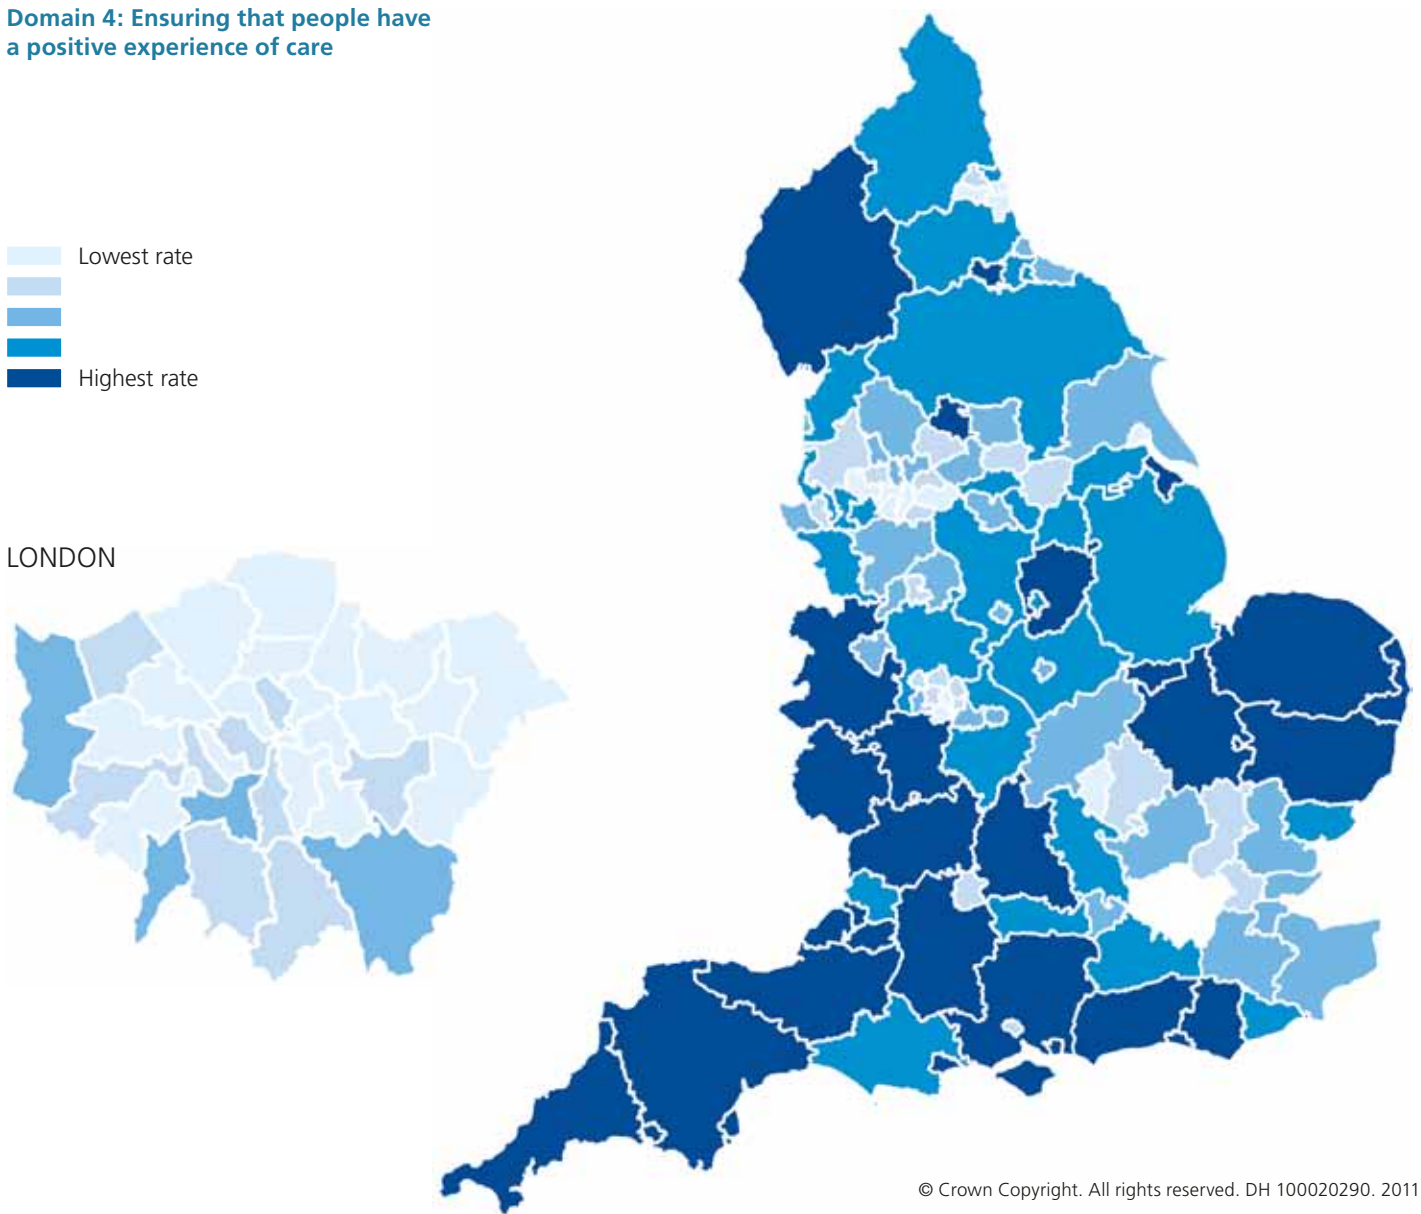 Domain 4: Ensuring that people have
a positive experience of care
Lowest rate
Highest rate
LONDON
© Crown Copyright. All rights reserved. DH 100020290. 2011